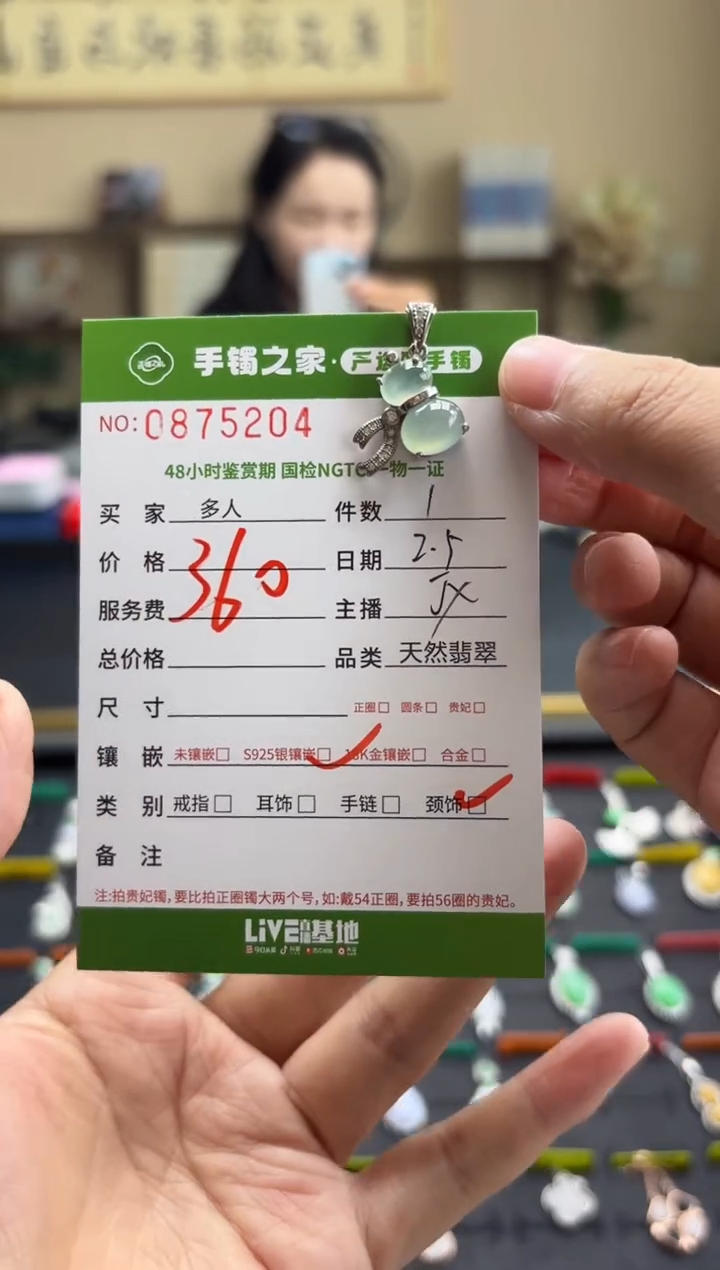 手镯之家·严选 手镯
NO:0875204
48小时鉴赏期 国检NGTC一物一证
买家 多人 件数 1
价格 360 日期 2.5
服务费 主播
总价格 品类 天然翡翠
尺寸 正圈□ 圆条□ 贵妃□
镶嵌 未镶嵌□ S925银镶嵌□ 18K金镶嵌□ 合金□
类别 戒指□ 耳饰□ 手链□ 颈饰□
备注
注:拍贵妃镯,要比拍正圈镯大两个号,如:戴54正圈,要拍56圈的贵妃。
LIVE直播基地